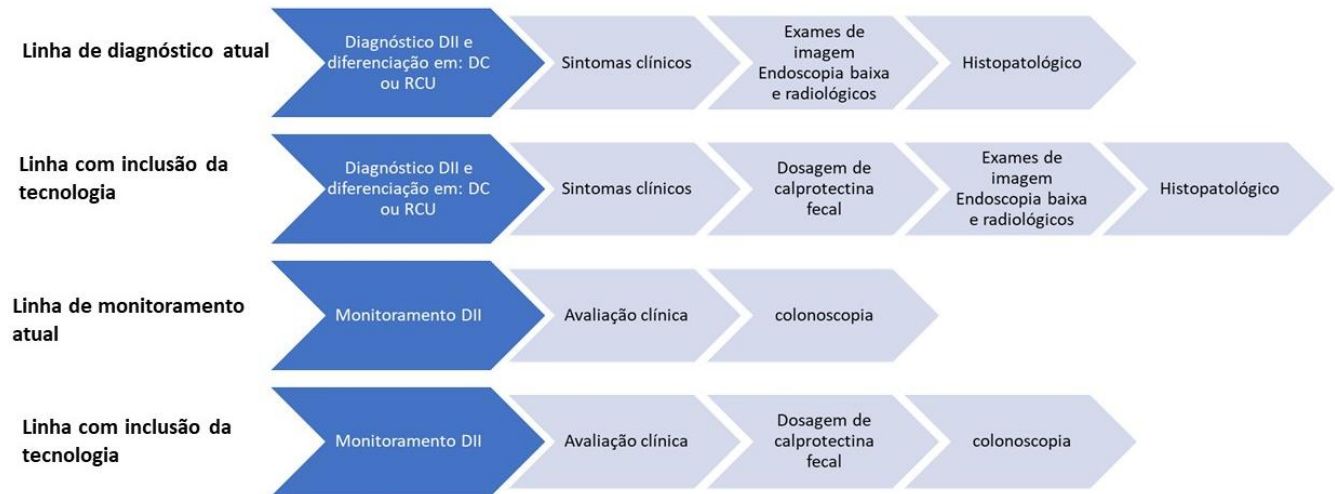 Linha de diagnóstico atual
Diagnóstico DII e
diferenciação em: DC
ou RCU
Sintomas clínicos
Exames de
imagem
Endoscopia baixa
e radiológicos
Histopatológico
Linha com inclusão da
tecnologia
Diagnóstico DII e
diferenciação em: DC
ou RCU
Sintomas clínicos
Dosagem de
calprotectina
fecal
Exames de
imagem
Endoscopia baixa
e radiológicos
Histopatológico
Linha de monitoramento
atual
Monitoramento DII
Avaliação clínica
colonoscopia
Linha com inclusão da
tecnologia
Monitoramento DII
Avaliação clínica
Dosagem de
calprotectina
fecal
colonoscopia